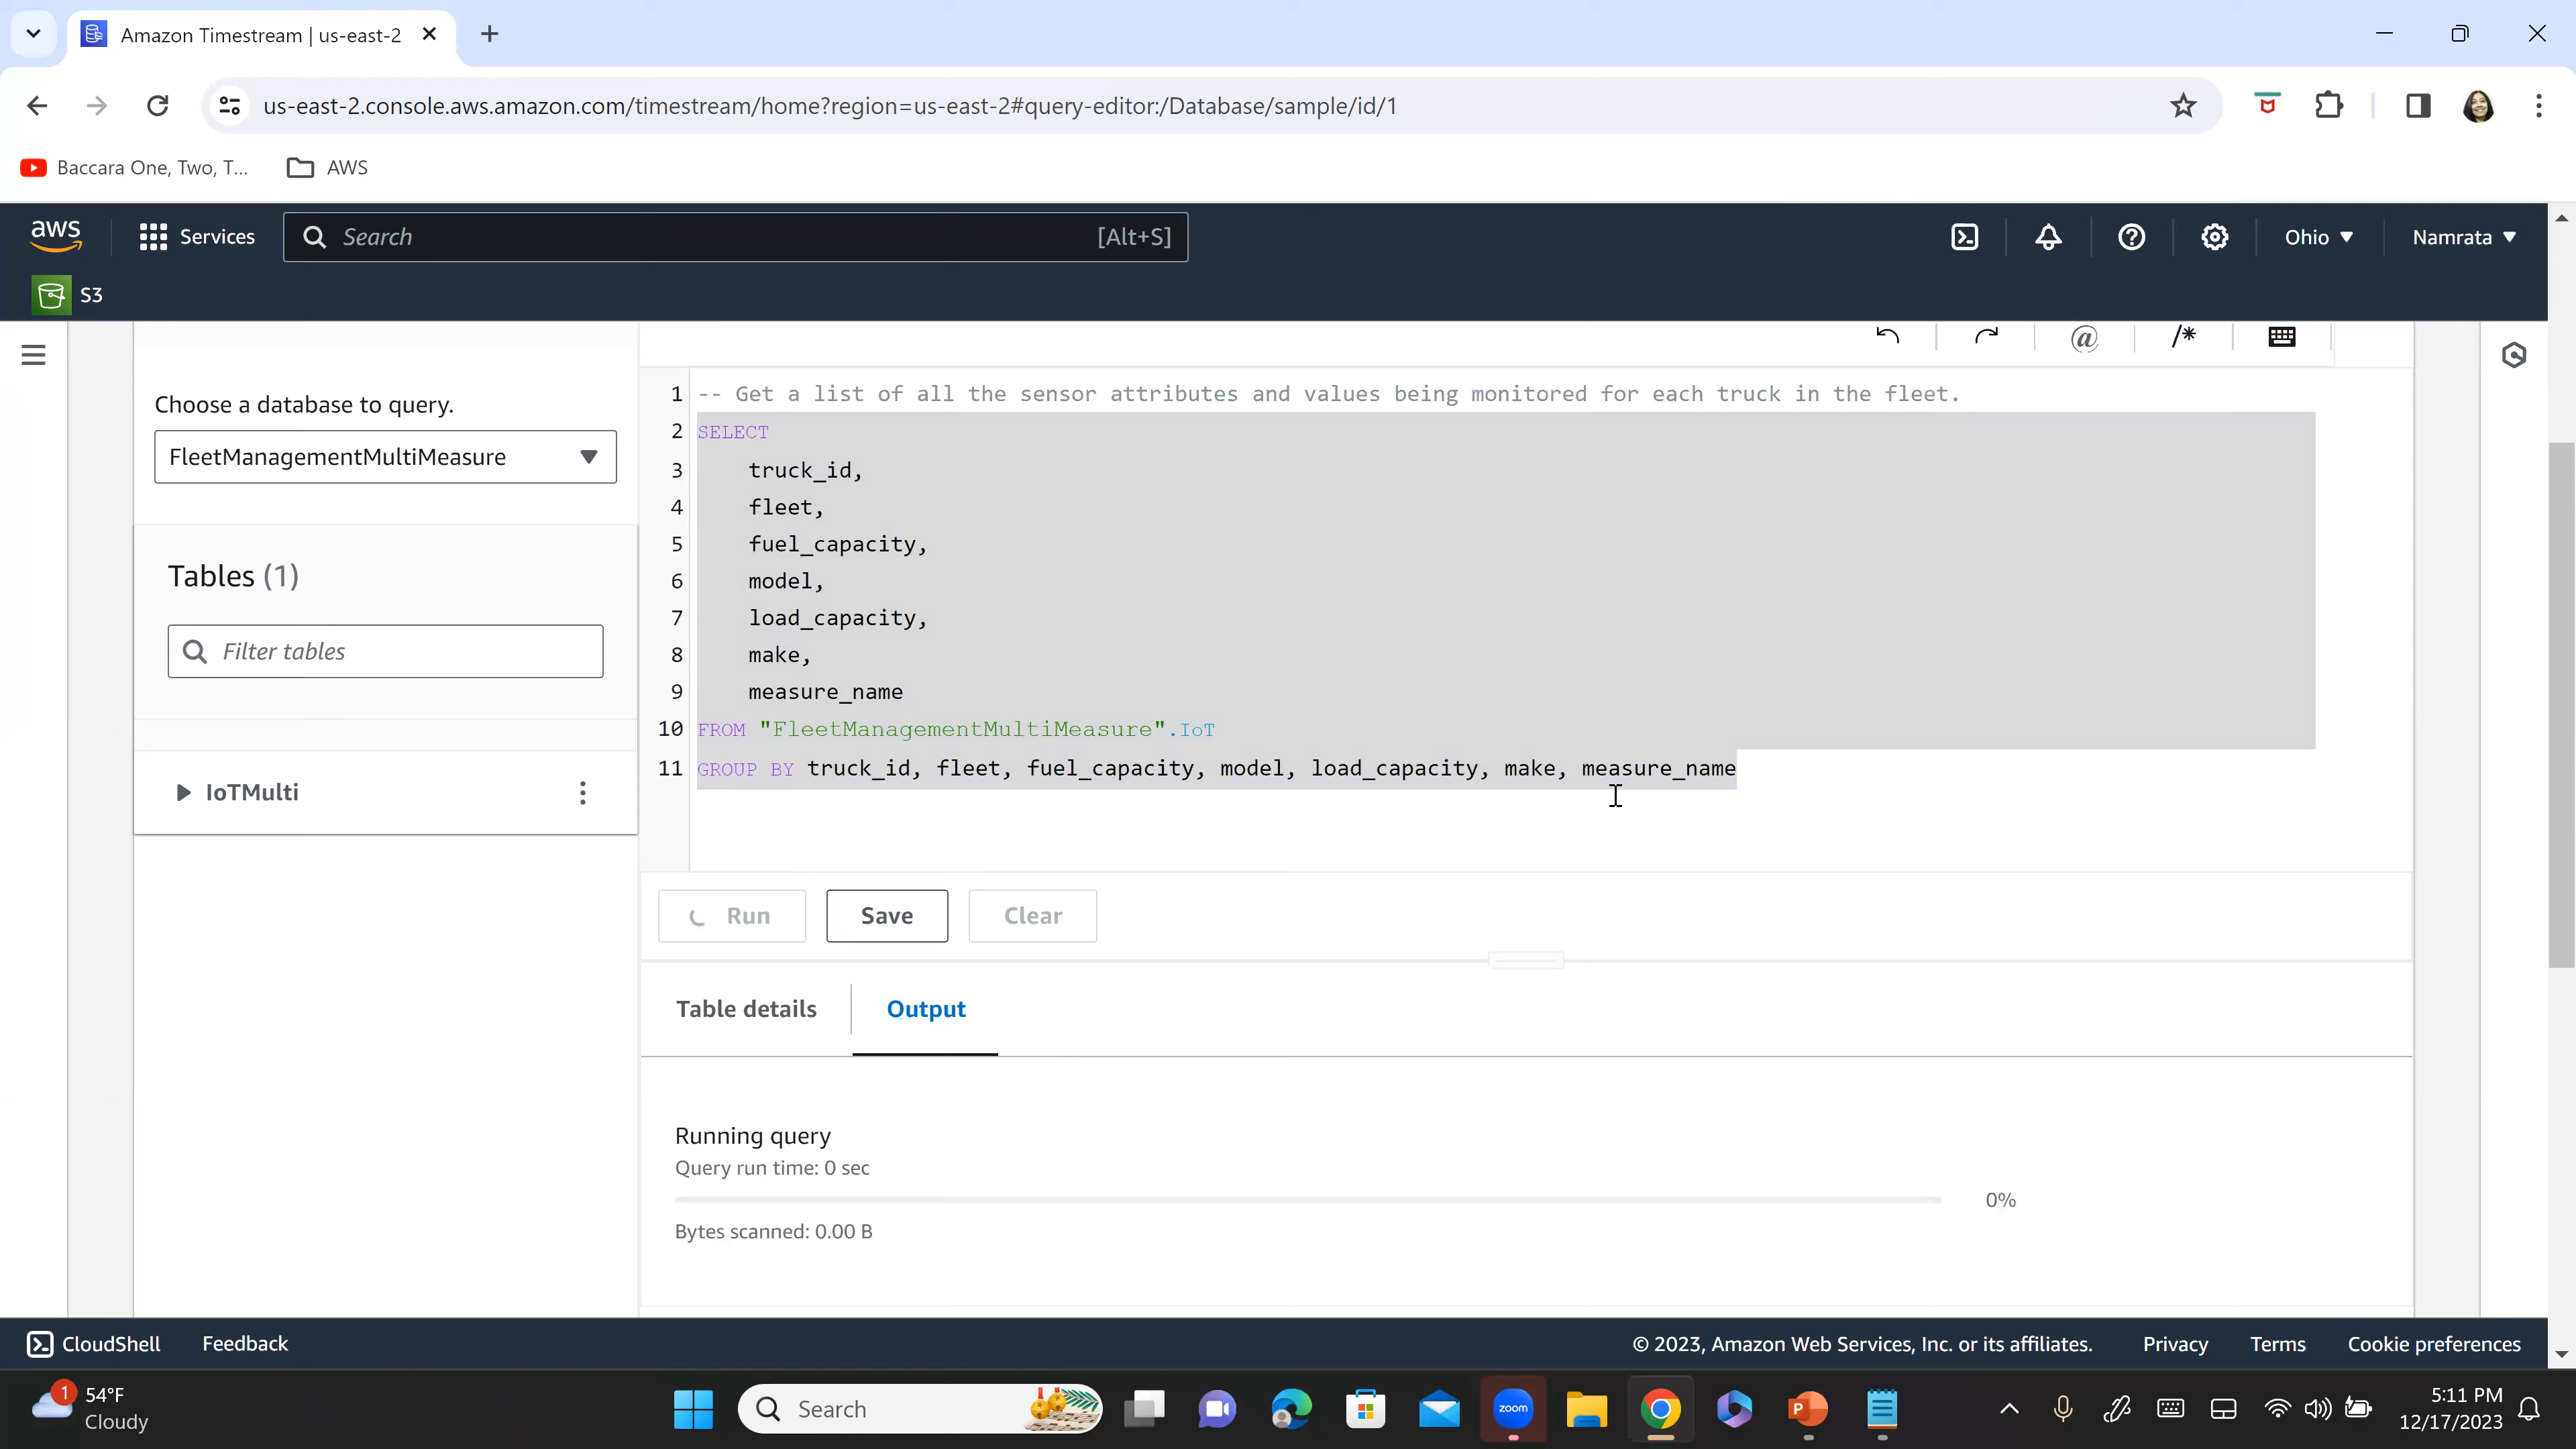 Amazon Timestream | us-east-2
us-east-2.console.aws.amazon.com/timestream/home?region=us-east-2#query-editor:/Database/sample/id/1
Baccara One, Two, T...
AWS
aws
Services
Search
[Alt+S]
Ohio
Namrata
S3
Choose a database to query.
FleetManagementMultiMeasure
Tables (1)
Filter tables
IoTMulti
1 -- Get a list of all the sensor attributes and values being monitored for each truck in the fleet.
2 SELECT
3 truck_id,
4 fleet,
5 fuel_capacity,
6 model,
7 load_capacity,
8 make,
9 measure_name
10 FROM "FleetManagementMultiMeasure".IoT
11 GROUP BY truck_id, fleet, fuel_capacity, model, load_capacity, make, measure_name
Run
Save
Clear
Table details
Output
Running query
Query run time: 0 sec
0%
Bytes scanned: 0.00 B
CloudShell
Feedback
© 2023, Amazon Web Services, Inc. or its affiliates.
Privacy
Terms
Cookie preferences
1
54°F
Cloudy
Search
zoom
5:11 PM
12/17/2023